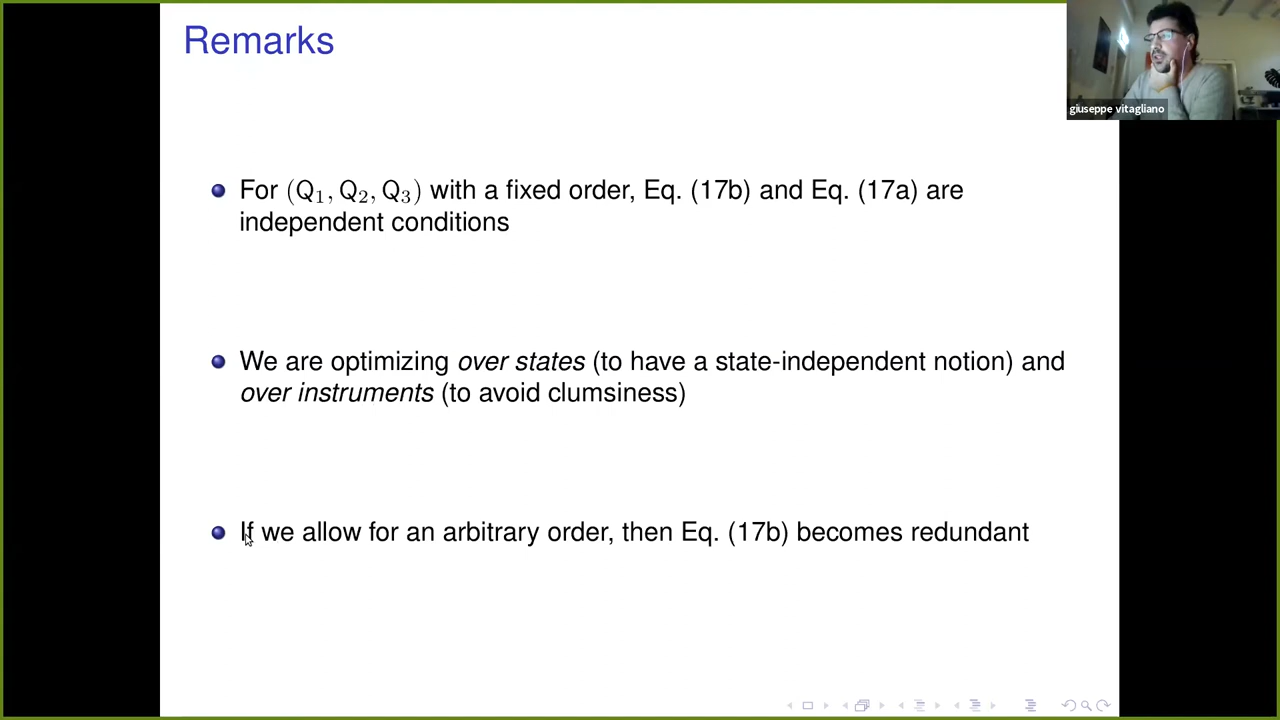 Remarks
giuseppe vitagliano
For (Q₁, Q₂, Q₃) with a fixed order, Eq. (17b) and Eq. (17a) are
independent conditions
We are optimizing over states (to have a state-independent notion) and
over instruments (to avoid clumsiness)
If we allow for an arbitrary order, then Eq. (17b) becomes redundant